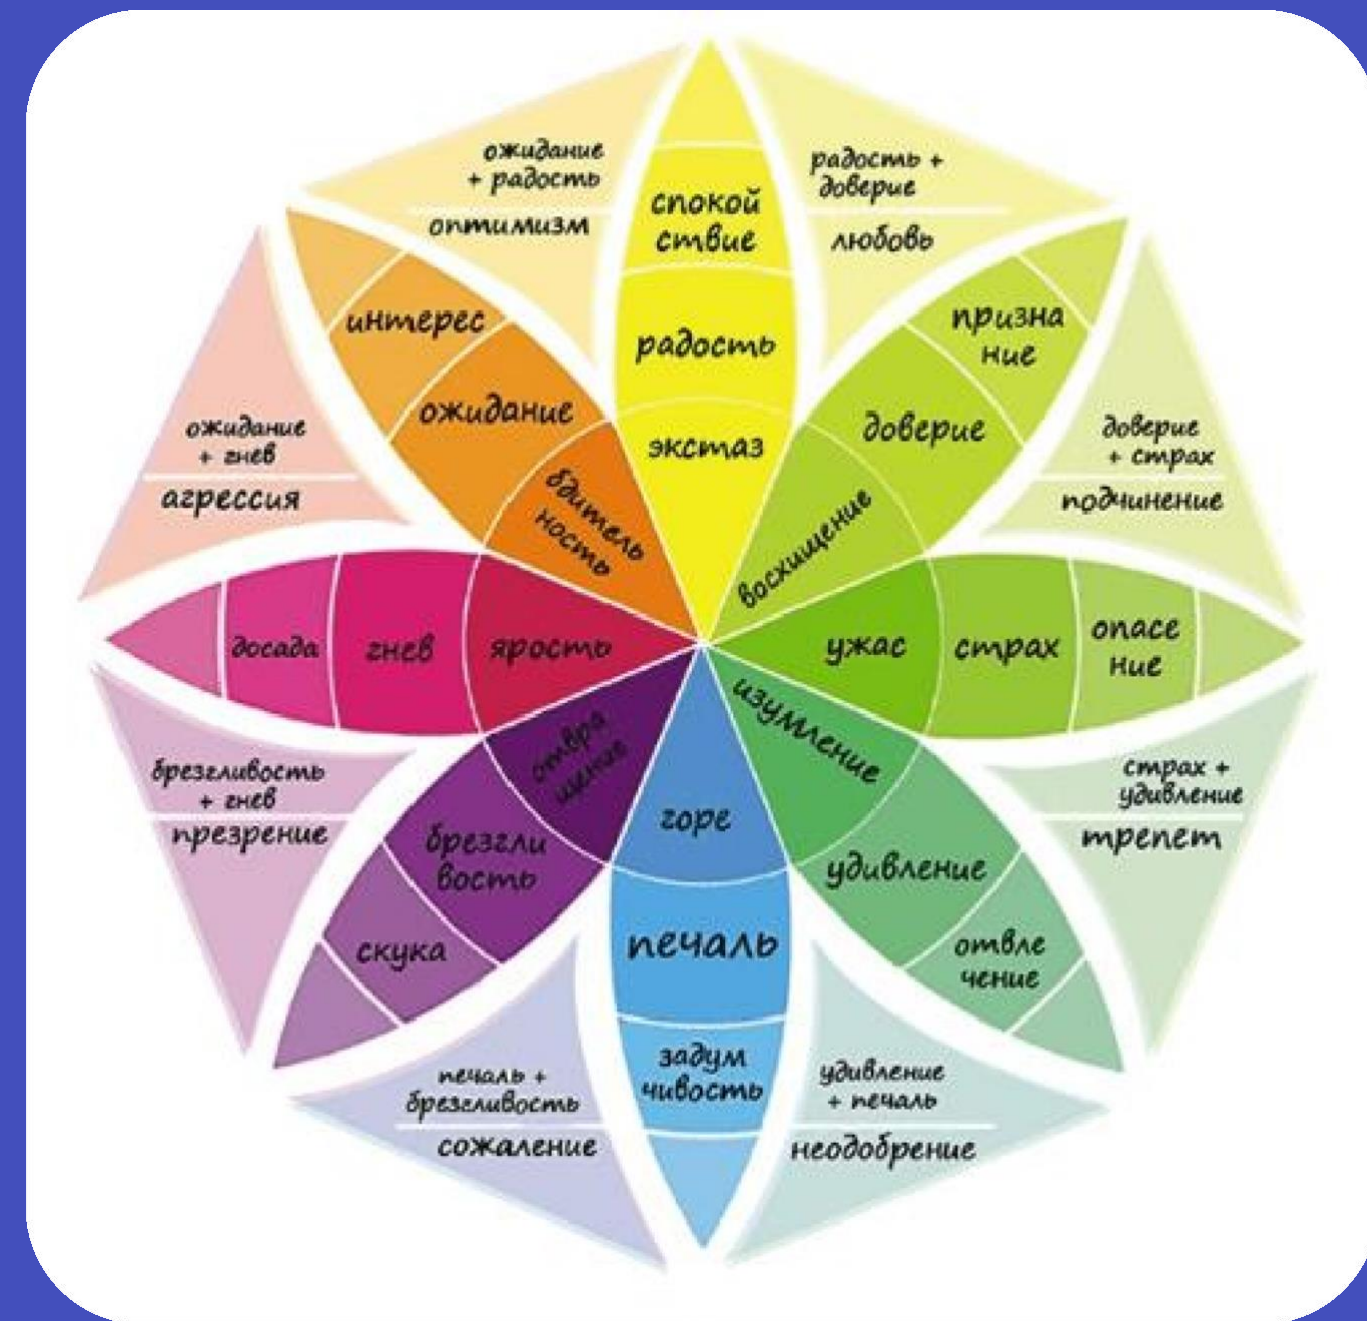 ожидание
+ радость
оптимизм
спокой
ствие
радость
экстаз
радость +
доверие
любовь
призна
ние
доверие
восхищение
доверие
+ страх
подчинение
ужас
страх
опасе
ние
страх +
удивление
трепет
изумление
удивление
отвле
чение
удивление
+ печаль
неодобрение
горе
печаль
задум
чивость
печаль +
брезгливость
сожаление
отвра
щение
брезгли
вость
скука
брезгливость
+ гнев
презрение
досада
гнев
ярость
ожидание
+ гнев
агрессия
интерес
ожидание
бдитель
ность